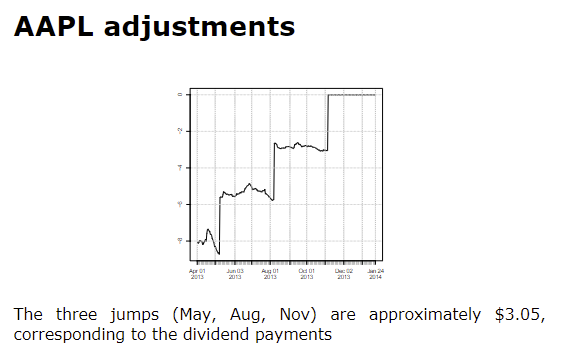 AAPL adjustments
0
-2
-4
-6
-8
Apr 01 Jun 03 Aug 01 Oct 01 Dec 02 Jan 24
2013 2013 2013 2013 2013 2014
The three jumps (May, Aug, Nov) are approximately $3.05,
corresponding to the dividend payments